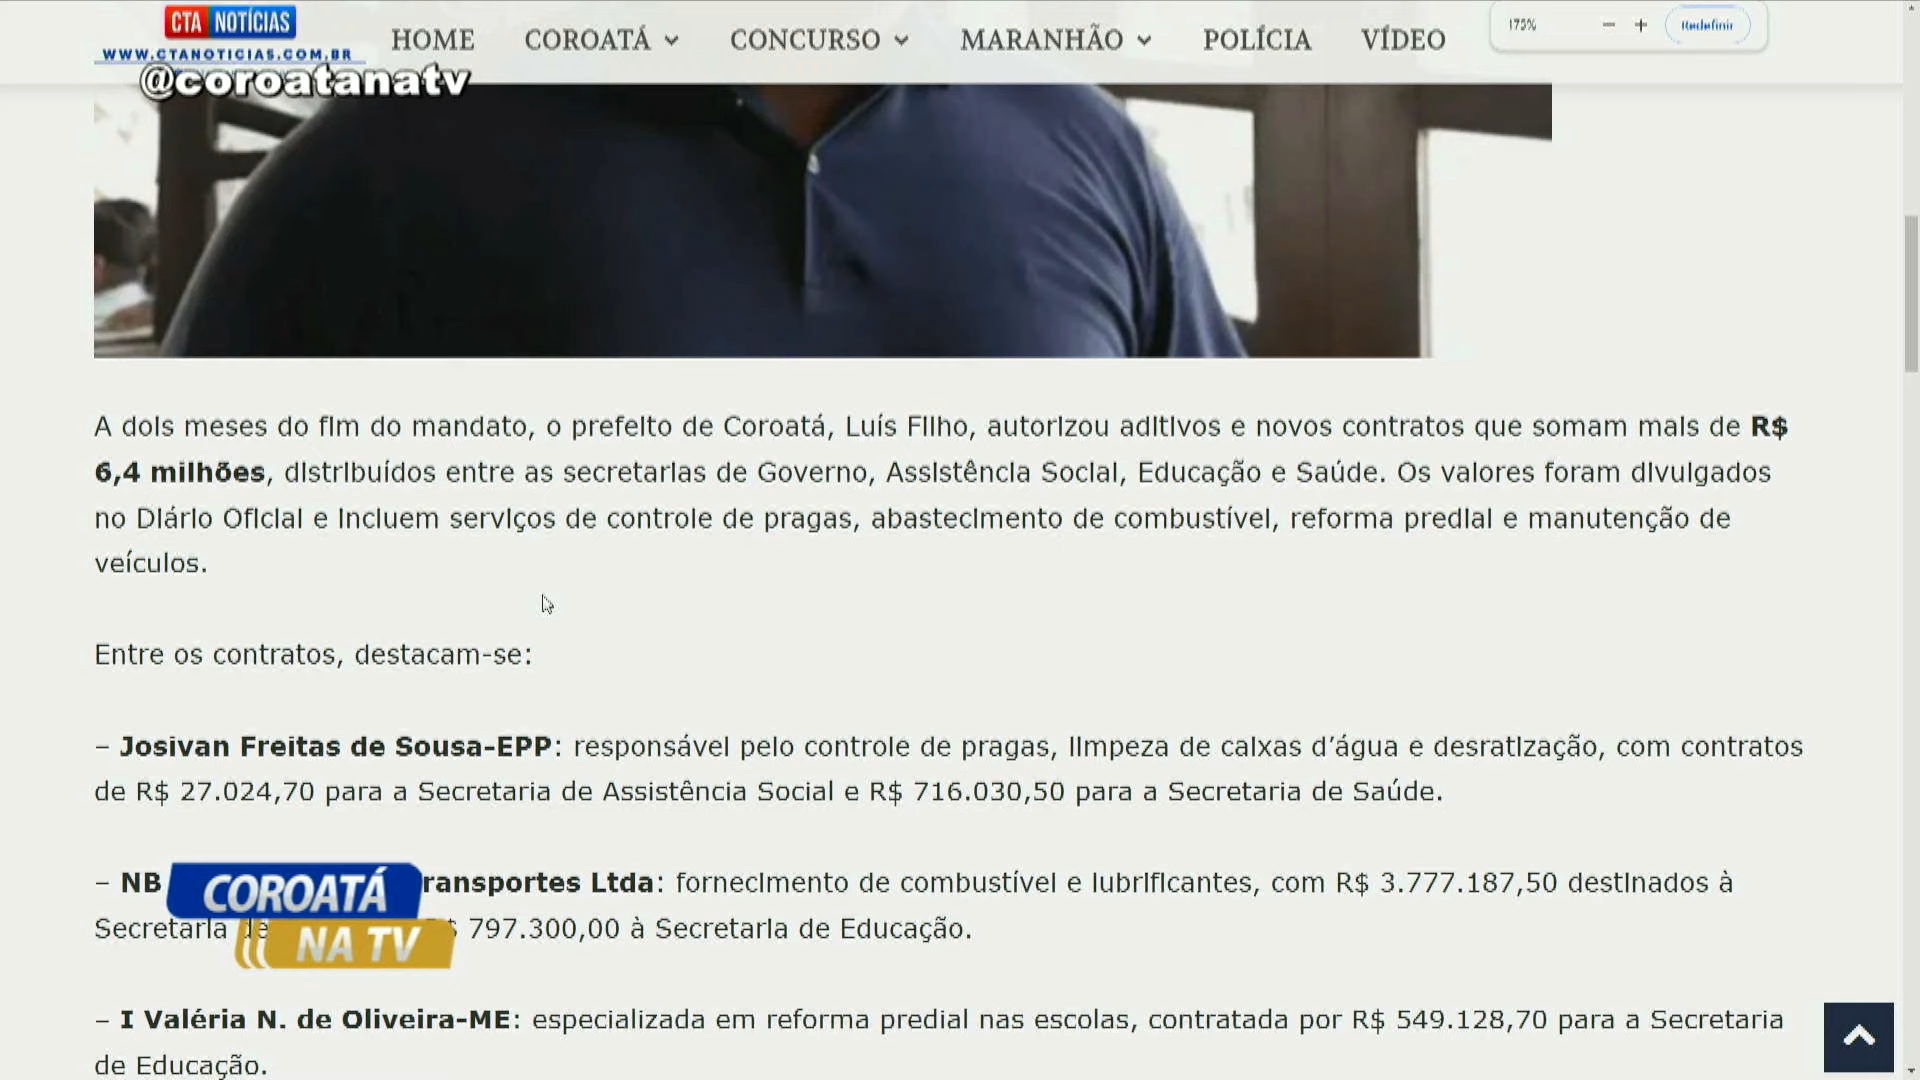 CTA NOTÍCIAS
WWW.CTANOTICIAS.COM.BR
HOME COROATÁ CONCURSO MARANHÃO POLÍCIA VÍDEO
175% − + Redefinir
@coroatanatv
A dois meses do fim do mandato, o prefeito de Coroatá, Luís Filho, autorizou aditivos e novos contratos que somam mais de R$
6,4 milhões, distribuídos entre as secretarias de Governo, Assistência Social, Educação e Saúde. Os valores foram divulgados
no Diário Oficial e incluem serviços de controle de pragas, abastecimento de combustível, reforma predial e manutenção de
veículos.
Entre os contratos, destacam-se:
– Josivan Freitas de Sousa-EPP: responsável pelo controle de pragas, limpeza de caixas d’água e desratização, com contratos
de R$ 27.024,70 para a Secretaria de Assistência Social e R$ 716.030,50 para a Secretaria de Saúde.
– NB ransportes Ltda: fornecimento de combustível e lubrificantes, com R$ 3.777.187,50 destinados à
Secretaria de $ 797.300,00 à Secretaria de Educação.
COROATÁ
NA TV
– I Valéria N. de Oliveira-ME: especializada em reforma predial nas escolas, contratada por R$ 549.128,70 para a Secretaria
de Educação.